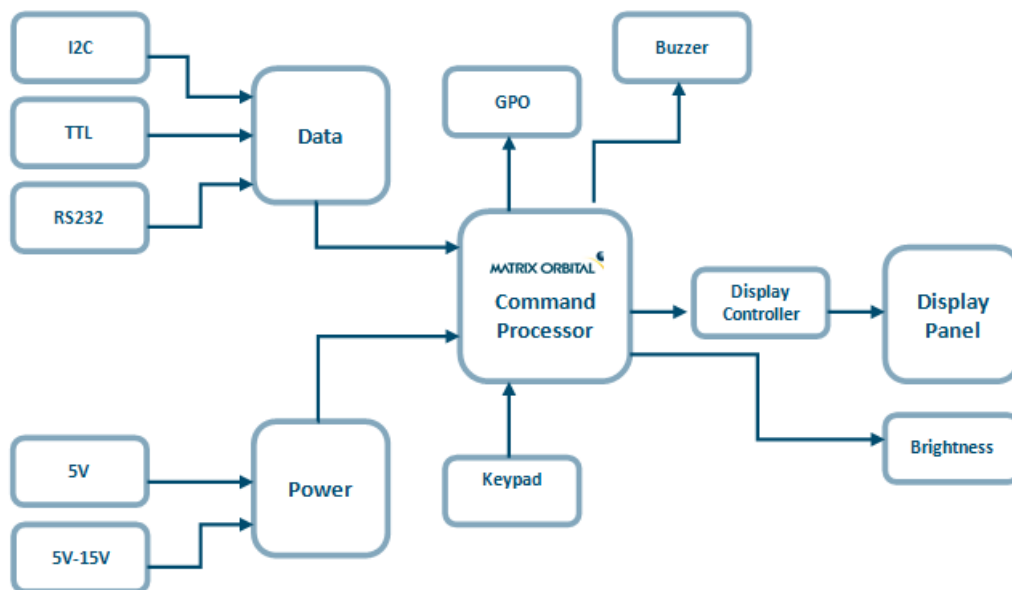 I2C
TTL
RS232
Data
GPO
Buzzer
MATRIX ORBITAL
Command
Processor
Display
Controller
Display
Panel
Brightness
Keypad
Power
5V
5V-15V